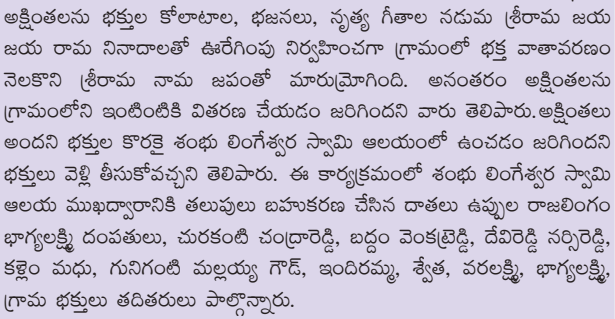 అక్షింతలను భక్తుల కోలాటాల, భజనలు, నృత్య గీతాల నడుమ శ్రీరామ జయ
జయ రామ నినాదాలతో ఊరేగింపు నిర్వహించగా గ్రామంలో భక్త వాతావరణం
నెలకొని శ్రీరామ నామ జపంతో మారుమ్రోగింది. అనంతరం అక్షింతలను
గ్రామంలోని ఇంటింటికి వితరణ చేయడం జరిగిందని వారు తెలిపారు.అక్షింతలు
అందని భక్తుల కొరకై శంభు లింగేశ్వర స్వామి ఆలయంలో ఉంచడం జరిగిందని
భక్తులు వెళ్లి తీసుకోవచ్చని తెలిపారు. ఈ కార్యక్రమంలో శంభు లింగేశ్వర స్వామి
ఆలయ ముఖద్వారానికి తలుపులు బహుకరణ చేసిన దాతలు ఉప్పుల రాజలింగం
భాగ్యలక్ష్మి దంపతులు, చురకంటి చంద్రారెడ్డి, బద్దం వెంకట్రెడ్డి, దేవిరెడ్డి నర్సిరెడ్డి,
కళ్లెం మధు, గునిగంటి మల్లయ్య గౌడ్, ఇందిరమ్మ, శ్వేత, వరలక్ష్మి, భాగ్యలక్ష్మి,
గ్రామ భక్తులు తదితరులు పాల్గొన్నారు.